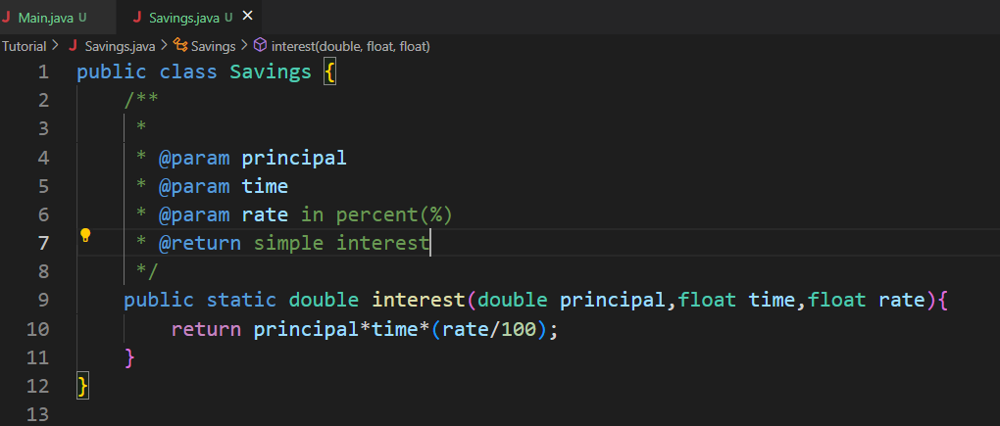 Main.java U Savings.java U
Tutorial > Savings.java > Savings > interest(double, float, float)
1 public class Savings {
2 /**
3 *
4 * @param principal
5 * @param time
6 * @param rate in percent(%)
7 * @return simple interest
8 */
9 public static double interest(double principal,float time,float rate){
10 return principal*time*(rate/100);
11 }
12 }
13